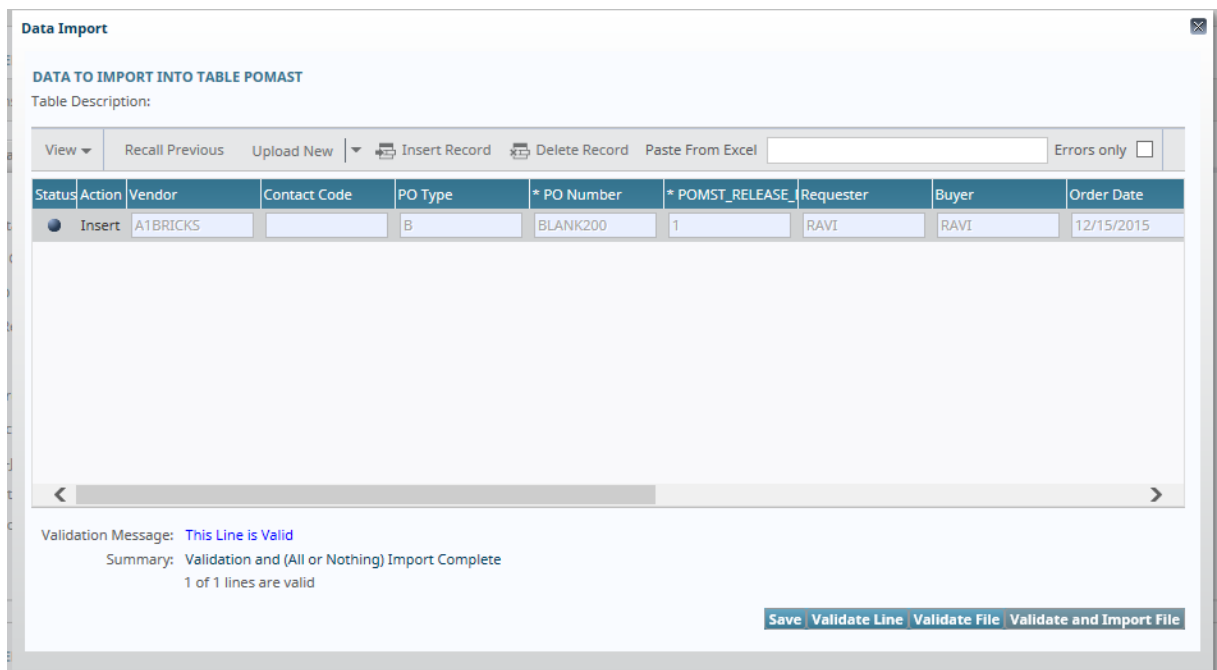 Data Import
DATA TO IMPORT INTO TABLE POMAST
Table Description:
View Recall Previous Upload New Insert Record Delete Record Paste From Excel Errors only
Status Action Vendor Contact Code PO Type * PO Number * POMST_RELEASE_ Requester Buyer Order Date
Insert A1BRICKS B BLANK200 1 RAVI RAVI 12/15/2015
Validation Message: This Line is Valid
Summary: Validation and (All or Nothing) Import Complete
1 of 1 lines are valid
Save Validate Line Validate File Validate and Import File